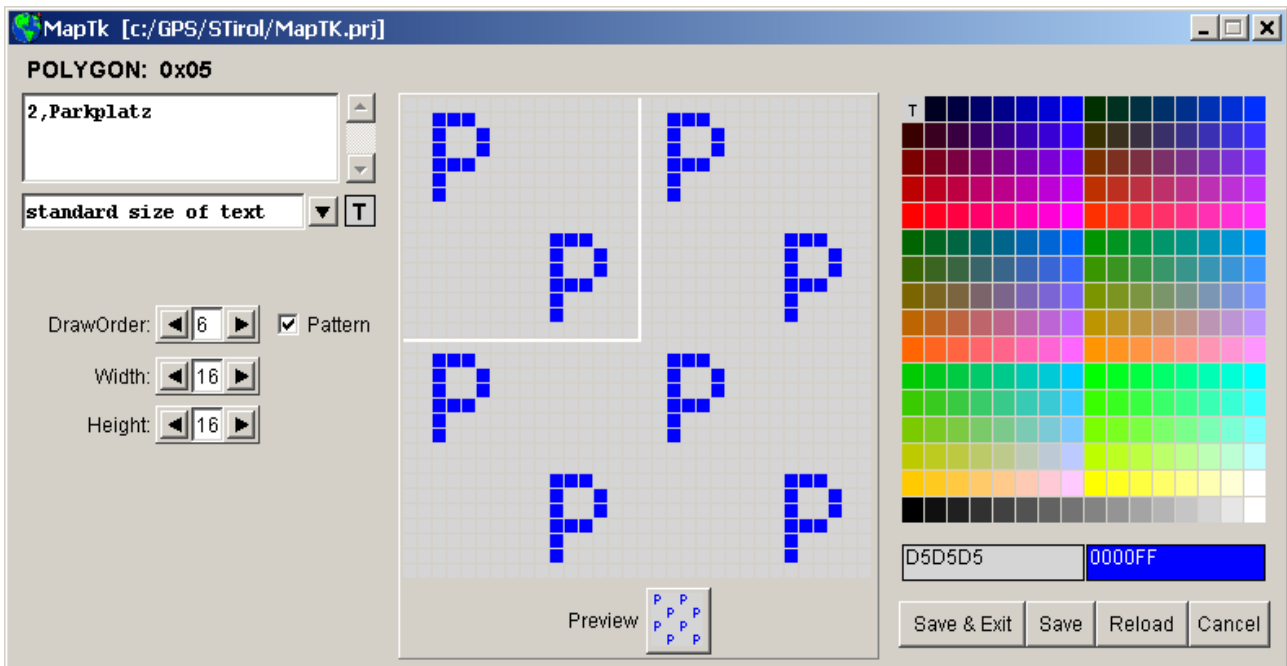 MapTk [c:/GPS/STirol/MapTK.prj]
POLYGON: 0x05
2,Parkplatz
standard size of text T
DrawOrder: 6 Pattern
Width: 16
Height: 16
P P
P P
P P
P P
Preview P P P P P P P P P
T
D5D5D5 0000FF
Save & Exit Save Reload Cancel